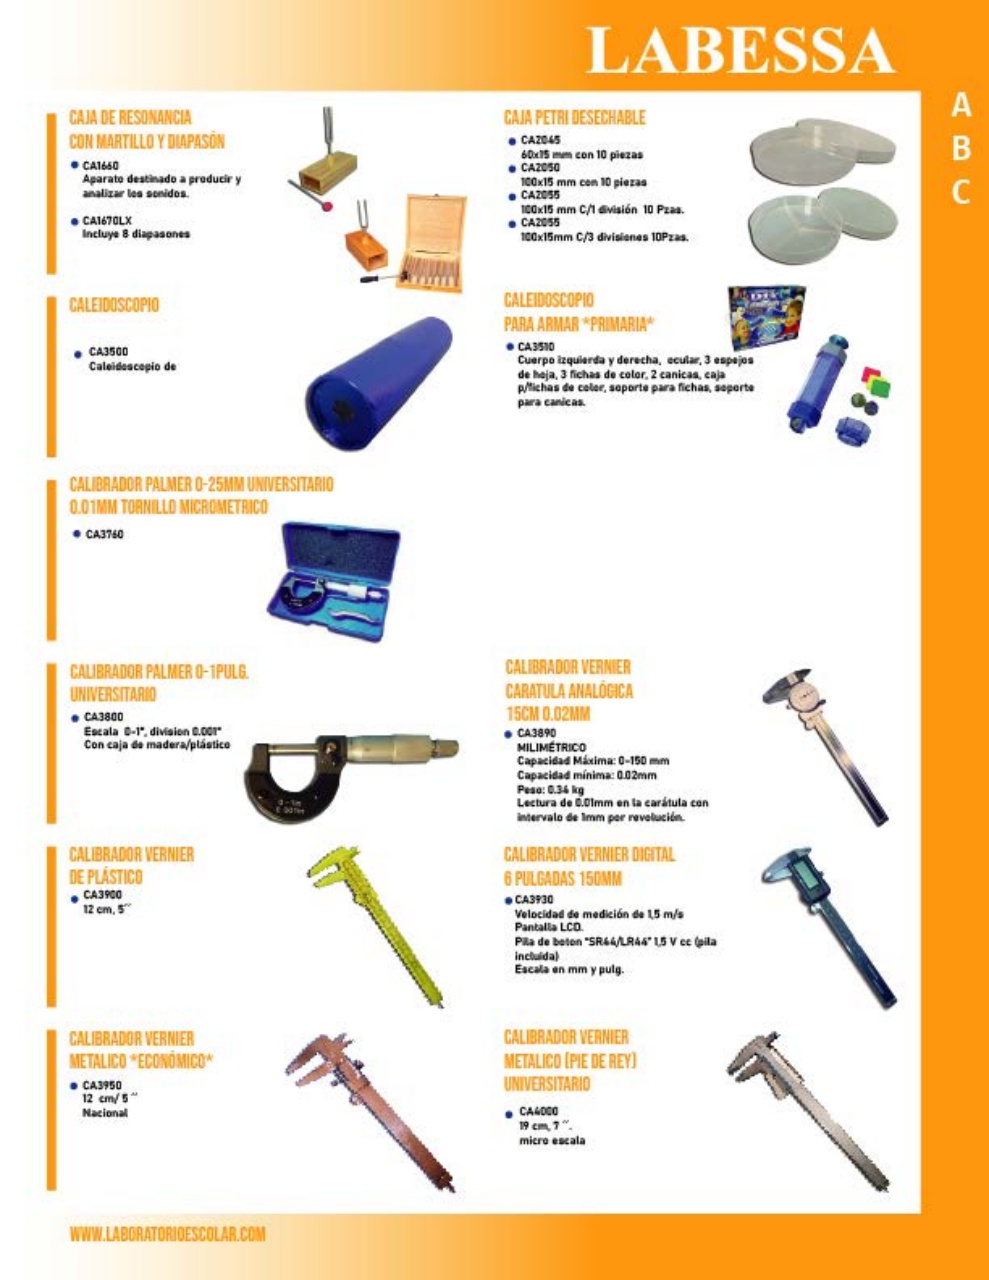 LABESSA
A
B
C
CAJA DE RESONANCIA
CON MARTILLO Y DIAPASÓN
CA1660
Aparato destinado a producir y
analizar los sonidos.
CA1670LX
Incluye 8 diapasones
CAJA PETRI DESECHABLE
CA2045
60x15 mm con 10 piezas
CA2050
100x15 mm con 10 piezas
CA2055
100x15 mm C/1 división 10 Pzas.
CA2055
100x15mm C/3 divisiones 10Pzas.
CALEIDOSCOPIO
CA3500
Caleidoscopio de
CALEIDOSCOPIO
PARA ARMAR *PRIMARIA*
CA3510
Cuerpo izquierda y derecha, ocular, 3 espejos
de hoja, 3 fichas de color, 2 canicas, caja
p/fichas de color, soporte para fichas, soporte
para canicas.
CALIBRADOR PALMER 0-25MM UNIVERSITARIO
0.01MM TORNILLO MICROMETRICO
CA3760
CALIBRADOR PALMER 0-1PULG.
UNIVERSITARIO
CA3800
Escala 0-1", division 0.001"
Con caja de madera/plástico
CALIBRADOR VERNIER
CARATULA ANALÓGICA
15CM 0.02MM
CA3890
MILIMÉTRICO
Capacidad Máxima: 0-150 mm
Capacidad mínima: 0.02mm
Peso: 0.34 kg
Lectura de 0.01mm en la carátula con
intervalo de 1mm por revolución.
CALIBRADOR VERNIER
DE PLÁSTICO
CA3900
12 cm, 5´´
CALIBRADOR VERNIER DIGITAL
6 PULGADAS 150MM
CA3930
Velocidad de medición de 1,5 m/s
Pantalla LCD.
Pila de boton "SR44/LR44" 1,5 V cc (pila
incluida)
Escala en mm y pulg.
CALIBRADOR VERNIER
METALICO *ECONÓMICO*
CA3950
12 cm/ 5 ´´
Nacional
CALIBRADOR VERNIER
METALICO (PIE DE REY)
UNIVERSITARIO
CA4000
19 cm, 7 ´´.
micro escala
WWW.LABORATORIOESCOLAR.COM